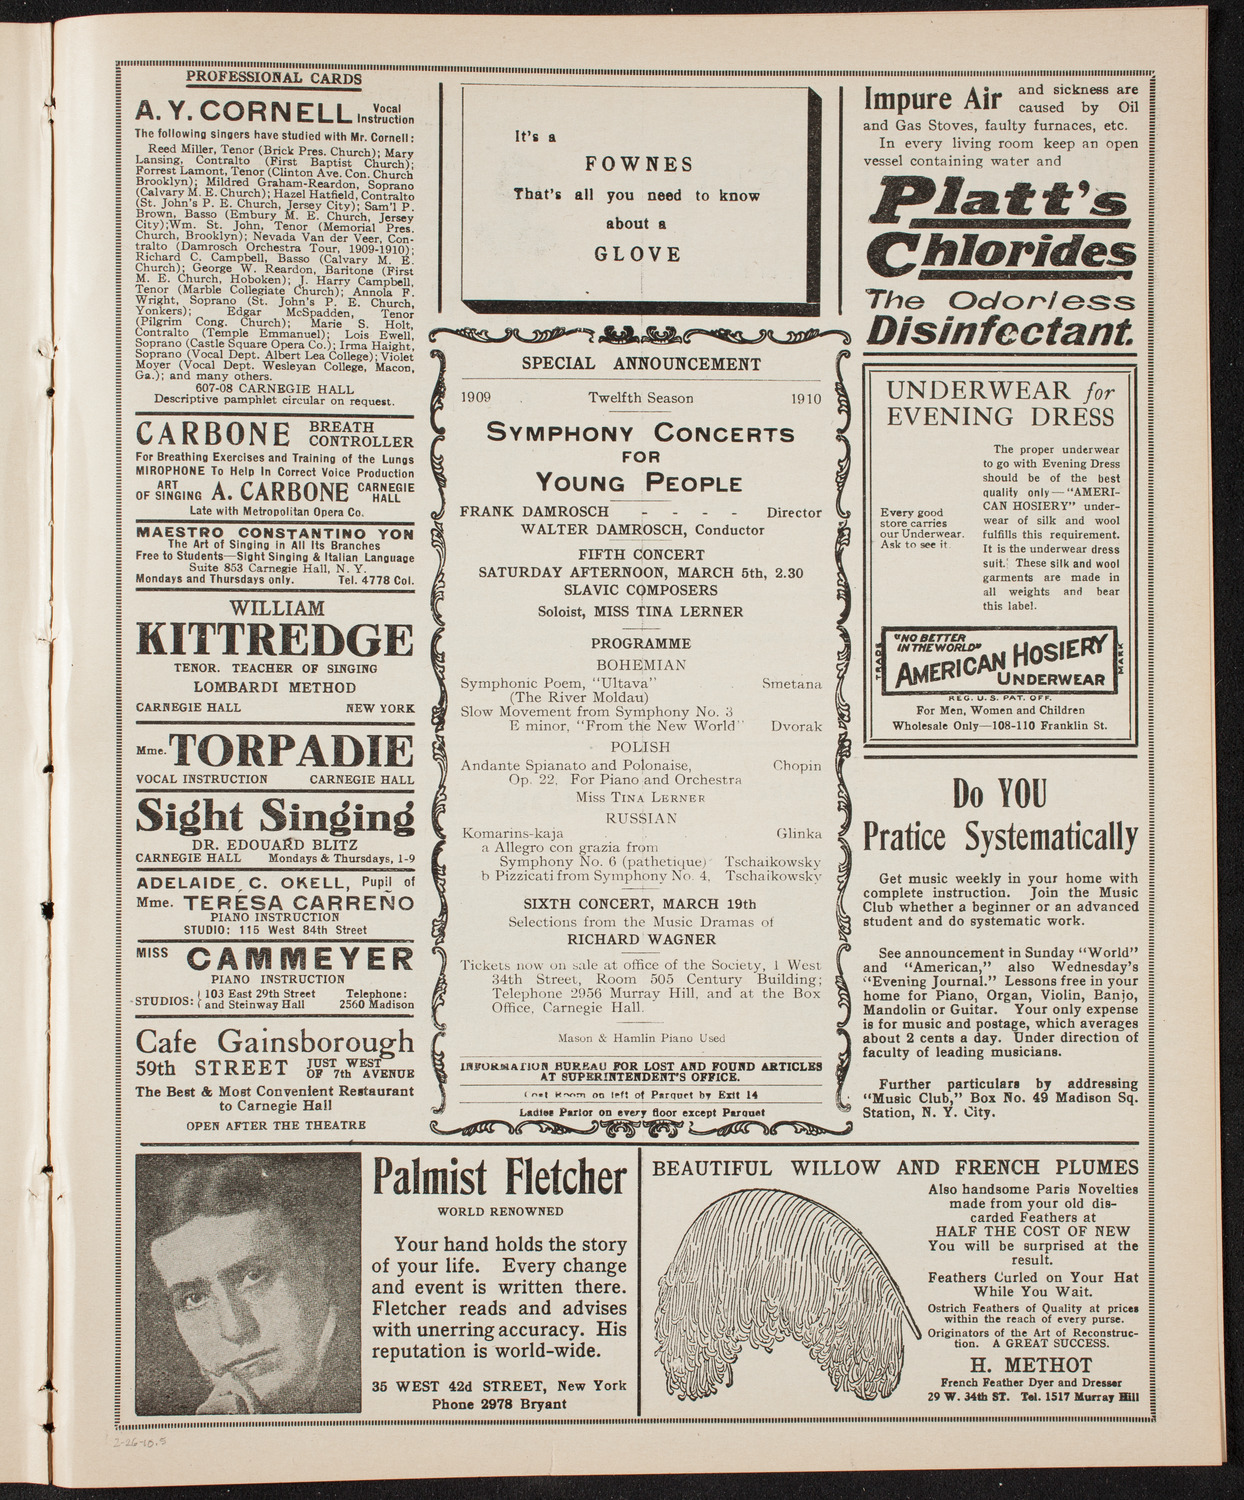 PROFESSIONAL CARDS
A. Y. CORNELL Vocal Instruction
The following singers have studied with Mr. Cornell:
Reed Miller, Tenor (Brick Pres. Church); Mary
Lansing, Contralto (First Baptist Church);
Forrest Lamont, Tenor (Clinton Ave. Con. Church
Brooklyn); Mildred Graham-Reardon, Soprano
(Calvary M. E. Church); Hazel Hatfield, Contralto
(St. John's P. E. Church, Jersey City); Sam'l P.
Brown, Basso (Embury M. E. Church, Jersey
City);Wm. St. John, Tenor (Memorial Pres.
Church, Brooklyn); Nevada Van der Veer, Con-
tralto (Damrosch Orchestra Tour, 1909-1910);
Richard C. Campbell, Basso (Calvary M. E.
Church); George W. Reardon, Baritone (First
M. E. Church, Hoboken); J. Harry Campbell,
Tenor (Marble Collegiate Church); Annola F.
Wright, Soprano (St. John's P. E. Church,
Yonkers); Edgar McSpadden, Tenor
(Pilgrim Cong. Church); Marie S. Holt,
Contralto (Temple Emmanuel); Lois Ewell,
Soprano (Castle Square Opera Co.); Irma Haight,
Soprano (Vocal Dept. Albert Lea College); Violet
Moyer (Vocal Dept. Wesleyan College, Macon,
Ga.); and many others.
607-08 CARNEGIE HALL
Descriptive pamphlet circular on request.
CARBONE BREATH CONTROLLER
For Breathing Exercises and Training of the Lungs
MIROPHONE To Help In Correct Voice Production
ART OF SINGING A. CARBONE CARNEGIE HALL
Late with Metropolitan Opera Co.
MAESTRO CONSTANTINO YON
The Art of Singing in All Its Branches
Free to Students—Sight Singing & Italian Language
Suite 853 Carnegie Hall, N. Y.
Mondays and Thursdays only. Tel. 4778 Col.
WILLIAM
KITTREDGE
TENOR. TEACHER OF SINGING
LOMBARDI METHOD
CARNEGIE HALL NEW YORK
Mme. TORPADIE
VOCAL INSTRUCTION CARNEGIE HALL
Sight Singing
DR. EDOUARD BLITZ
CARNEGIE HALL Mondays & Thursdays, 1-9
ADELAIDE C. OKELL, Pupil of
Mme. TERESA CARREÑO
PIANO INSTRUCTION
STUDIO: 115 West 84th Street
MISS CAMMEYER
PIANO INSTRUCTION
STUDIOS: { 103 East 29th Street Telephone:
{ and Steinway Hall 2560 Madison
Cafe Gainsborough
59th STREET JUST WEST OF 7th AVENUE
The Best & Most Convenient Restaurant
to Carnegie Hall
OPEN AFTER THE THEATRE
It's a
FOWNES
That's all you need to know
about a
GLOVE
SPECIAL ANNOUNCEMENT
1909 Twelfth Season 1910
SYMPHONY CONCERTS
FOR
YOUNG PEOPLE
FRANK DAMROSCH - - - - Director
WALTER DAMROSCH, Conductor
FIFTH CONCERT
SATURDAY AFTERNOON, MARCH 5th, 2.30
SLAVIC COMPOSERS
Soloist, MISS TINA LERNER
PROGRAMME
BOHEMIAN
Symphonic Poem, "Ultava" Smetana
(The River Moldau)
Slow Movement from Symphony No. 3
E minor, "From the New World" Dvorak
POLISH
Andante Spianato and Polonaise, Chopin
Op. 22, For Piano and Orchestra
Miss TINA LERNER
RUSSIAN
Komarins-kaja Glinka
a Allegro con grazia from
Symphony No. 6 (pathetique) Tschaikowsky
b Pizzicati from Symphony No. 4, Tschaikowsky
SIXTH CONCERT, MARCH 19th
Selections from the Music Dramas of
RICHARD WAGNER
Tickets now on sale at office of the Society, 1 West
34th Street, Room 505 Century Building;
Telephone 2956 Murray Hill, and at the Box
Office, Carnegie Hall.
Mason & Hamlin Piano Used
INFORMATION BUREAU FOR LOST AND FOUND ARTICLES
AT SUPERINTENDENT'S OFFICE.
Coat Room on left of Parquet by Exit 14
Ladies Parlor on every floor except Parquet
Impure Air and sickness are
caused by Oil
and Gas Stoves, faulty furnaces, etc.
In every living room keep an open
vessel containing water and
Platt's
Chlorides
The Odorless
Disinfectant.
UNDERWEAR for
EVENING DRESS
The proper underwear
to go with Evening Dress
should be of the best
quality only—"AMERI-
CAN HOSIERY" under-
wear of silk and wool
fulfills this requirement.
It is the underwear dress
suit. These silk and wool
garments are made in
all weights and bear
this label.
Every good
store carries
our Underwear.
Ask to see it.
TRADE MARK
"NO BETTER
IN THE WORLD"
AMERICAN HOSIERY
UNDERWEAR
REG. U. S. PAT. OFF.
For Men, Women and Children
Wholesale Only—108-110 Franklin St.
Do YOU
Pratice Systematically
Get music weekly in your home with
complete instruction. Join the Music
Club whether a beginner or an advanced
student and do systematic work.
See announcement in Sunday "World"
and "American," also Wednesday's
"Evening Journal." Lessons free in your
home for Piano, Organ, Violin, Banjo,
Mandolin or Guitar. Your only expense
is for music and postage, which averages
about 2 cents a day. Under direction of
faculty of leading musicians.
Further particulars by addressing
"Music Club," Box No. 49 Madison Sq.
Station, N. Y. City.
Palmist Fletcher
WORLD RENOWNED
Your hand holds the story
of your life. Every change
and event is written there.
Fletcher reads and advises
with unerring accuracy. His
reputation is world-wide.
35 WEST 42d STREET, New York
Phone 2978 Bryant
BEAUTIFUL WILLOW AND FRENCH PLUMES
Also handsome Paris Novelties
made from your old dis-
carded Feathers at
HALF THE COST OF NEW
You will be surprised at the
result.
Feathers Curled on Your Hat
While You Wait.
Ostrich Feathers of Quality at prices
within the reach of every purse.
Originators of the Art of Reconstruc-
tion. A GREAT SUCCESS.
H. METHOT
French Feather Dyer and Dresser
29 W. 34th ST. Tel. 1517 Murray Hill
2-26-10.5